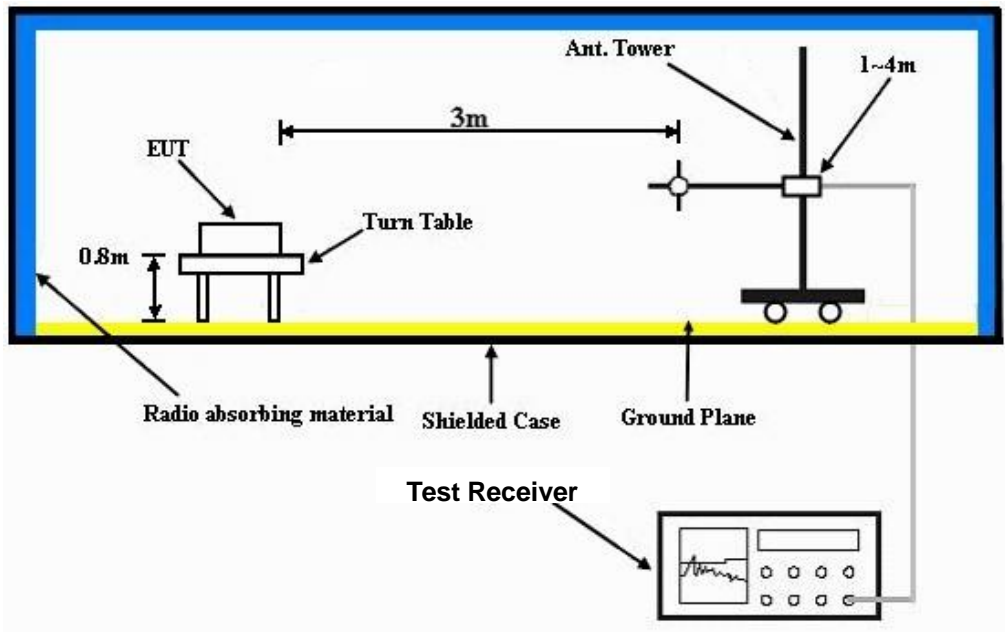 Ant. Tower
1~4m
3m
EUT
Turn Table
0.8m
Radio absorbing material
Shielded Case
Ground Plane
Test Receiver